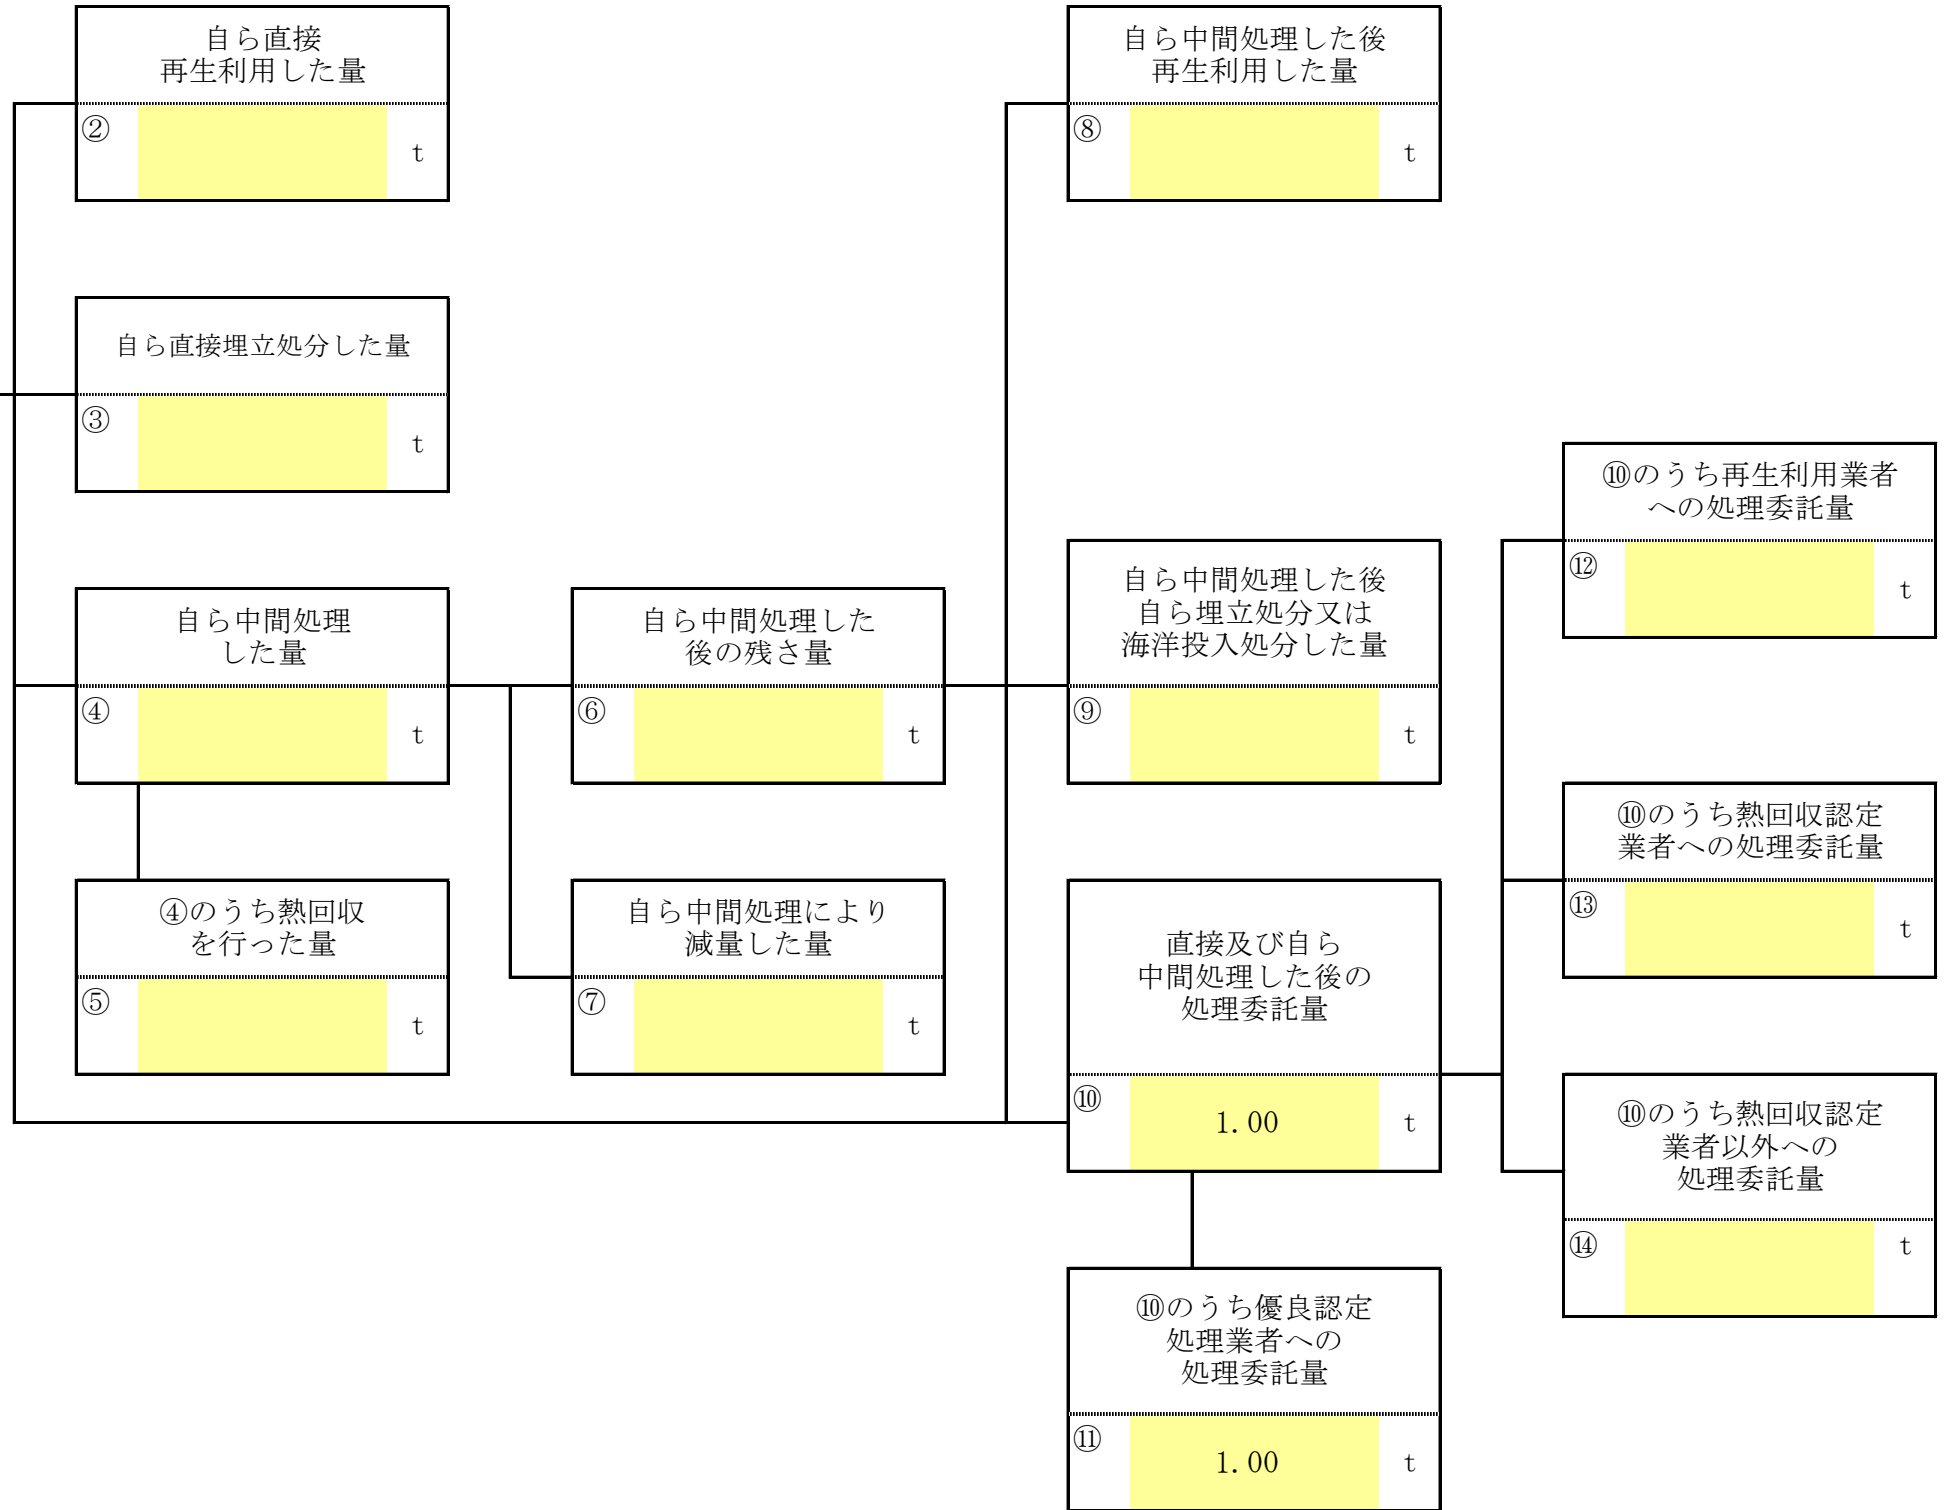 自ら直接
再生利用した量
②
t
自ら中間処理した後
再生利用した量
⑧
t
自ら直接埋立処分した量
③
t
⑩のうち再生利用業者
への処理委託量
⑫
t
自ら中間処理
した量
④
t
自ら中間処理した
後の残さ量
⑥
t
自ら中間処理した後
自ら埋立処分又は
海洋投入処分した量
⑨
t
⑩のうち熱回収認定
業者への処理委託量
⑬
t
④のうち熱回収
を行った量
⑤
t
自ら中間処理により
減量した量
⑦
t
直接及び自ら
中間処理した後の
処理委託量
⑩ 1.00 t
⑩のうち熱回収認定
業者以外への
処理委託量
⑭
t
⑩のうち優良認定
処理業者への
処理委託量
⑪ 1.00 t